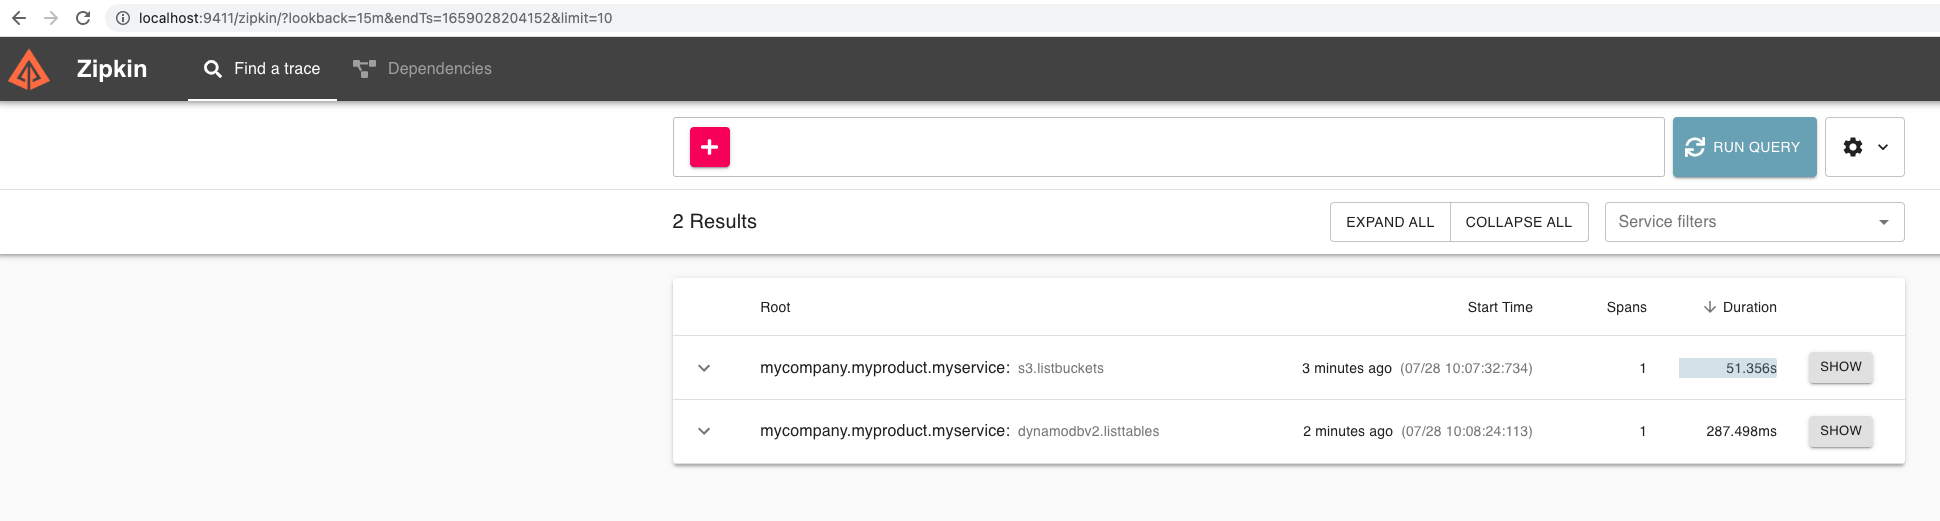 localhost:9411/zipkin/?lookback=15m&endTs=1659028204152&limit=10
Zipkin Find a trace Dependencies
RUN QUERY
2 Results EXPAND ALL COLLAPSE ALL Service filters
Root Start Time Spans Duration
mycompany.myproduct.myservice: s3.listbuckets 3 minutes ago (07/28 10:07:32:734) 1 51.356s SHOW
mycompany.myproduct.myservice: dynamodbv2.listtables 2 minutes ago (07/28 10:08:24:113) 1 287.498ms SHOW